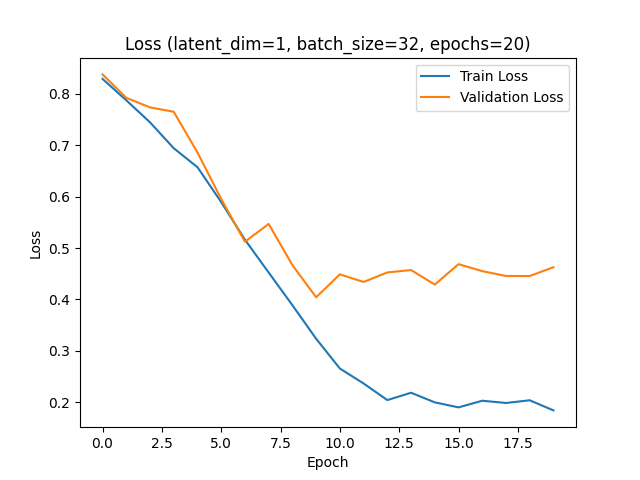 Loss (latent_dim=1, batch_size=32, epochs=20)
Train Loss
Validation Loss
0.8
0.7
0.6
0.5
0.4
0.3
0.2
Loss
0.0 2.5 5.0 7.5 10.0 12.5 15.0 17.5
Epoch